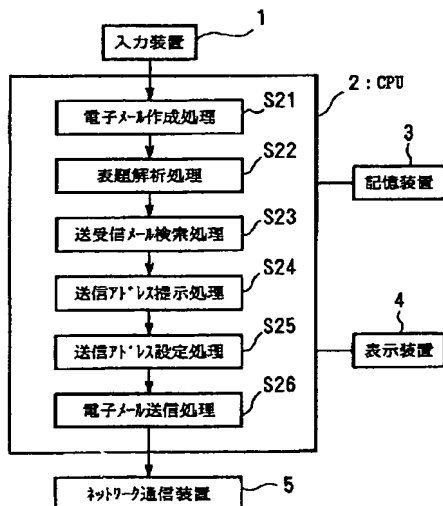 1
入力装置
2:CPU
S21
電子メール作成処理
S22
表題解析処理
3
記憶装置
S23
送受信メール検索処理
S24
送信アドレス提示処理
S25
送信アドレス設定処理
4
表示装置
S26
電子メール送信処理
ネットワーク通信装置
5